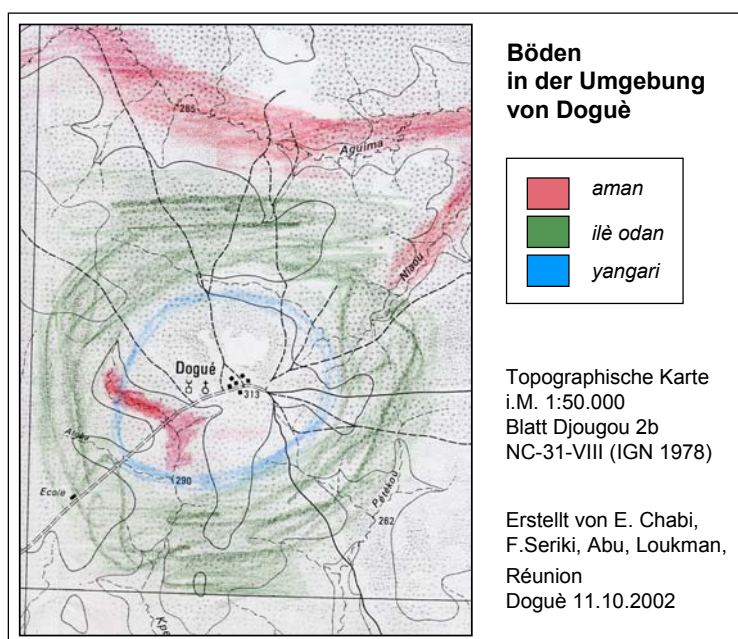 Böden
in der Umgebung
von Doguè
aman
ilè odan
yangari
Topographische Karte
i.M. 1:50.000
Blatt Djougou 2b
NC-31-VIII (IGN 1978)
Erstellt von E. Chabi,
F.Seriki, Abu, Loukman,
Réunion
Doguè 11.10.2002
285
Aguima
Niaou
Dogué
313
290
Ecole
Pétékou
262
Kpe